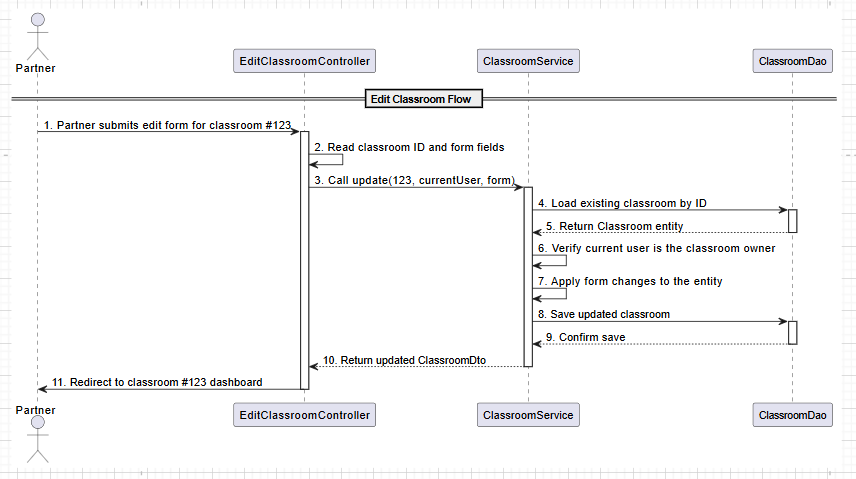 Partner
EditClassroomController
ClassroomService
ClassroomDao
Edit Classroom Flow
1. Partner submits edit form for classroom #123
2. Read classroom ID and form fields
3. Call update(123, currentUser, form)
4. Load existing classroom by ID
5. Return Classroom entity
6. Verify current user is the classroom owner
7. Apply form changes to the entity
8. Save updated classroom
9. Confirm save
10. Return updated ClassroomDto
11. Redirect to classroom #123 dashboard
Partner
EditClassroomController
ClassroomService
ClassroomDao